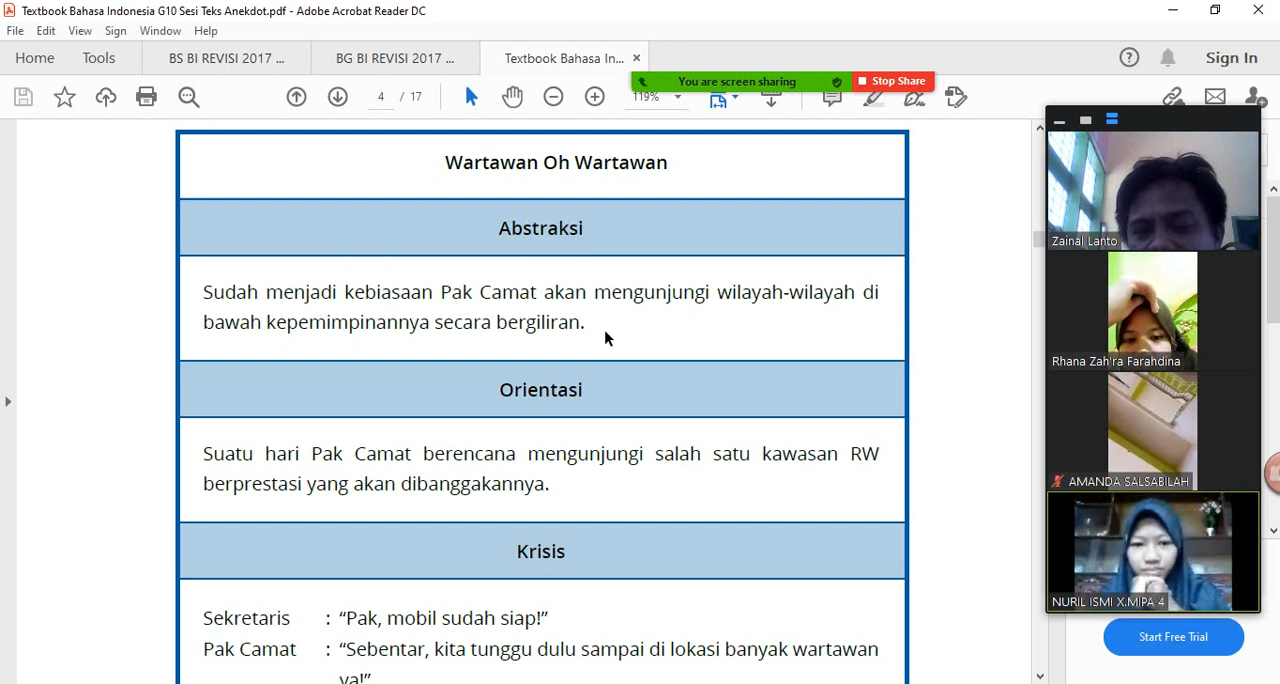 Textbook Bahasa Indonesia G10 Sesi Teks Anekdot.pdf - Adobe Acrobat Reader DC
File Edit View Sign Window Help
Home Tools BS BI REVISI 2017 ... BG BI REVISI 2017 ... Textbook Bahasa In... × Sign In
You are screen sharing Stop Share
4 / 17 119%
Wartawan Oh Wartawan
Abstraksi
Sudah menjadi kebiasaan Pak Camat akan mengunjungi wilayah-wilayah di
bawah kepemimpinannya secara bergiliran.
Orientasi
Suatu hari Pak Camat berencana mengunjungi salah satu kawasan RW
berprestasi yang akan dibanggakannya.
Krisis
Sekretaris : “Pak, mobil sudah siap!”
Pak Camat : “Sebentar, kita tunggu dulu sampai di lokasi banyak wartawan
ya!”
Zainal Lanto
Rhana Zah'ra Farahdina
AMANDA SALSABILAH
NURIL ISMI X.MIPA 4
Start Free Trial